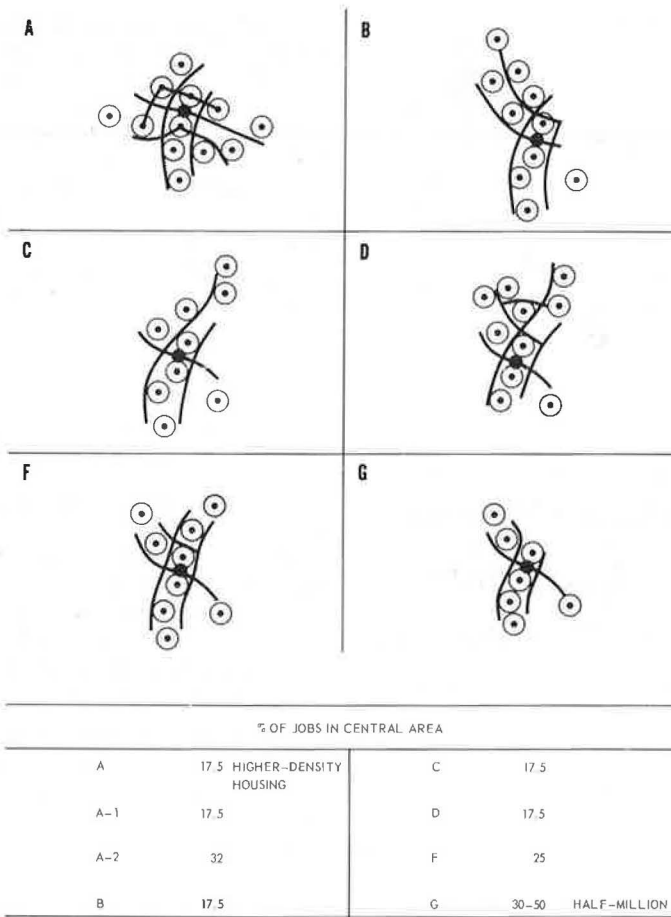 A
B
C
D
F
G
% OF JOBS IN CENTRAL AREA
A 17.5 HIGHER-DENSITY HOUSING
C 17.5
A-1 17.5
D 17.5
A-2 32
F 25
B 17.5
G 30-50 HALF-MILLION